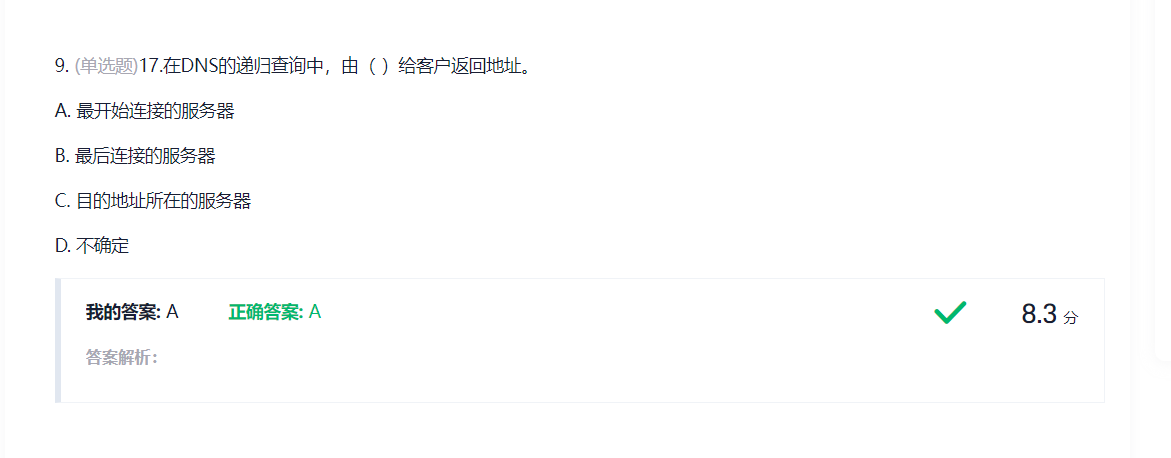 9. (单选题)17.在DNS的递归查询中，由（ ）给客户返回地址。
A. 最开始连接的服务器
B. 最后连接的服务器
C. 目的地址所在的服务器
D. 不确定
我的答案: A 正确答案: A 8.3 分
答案解析：